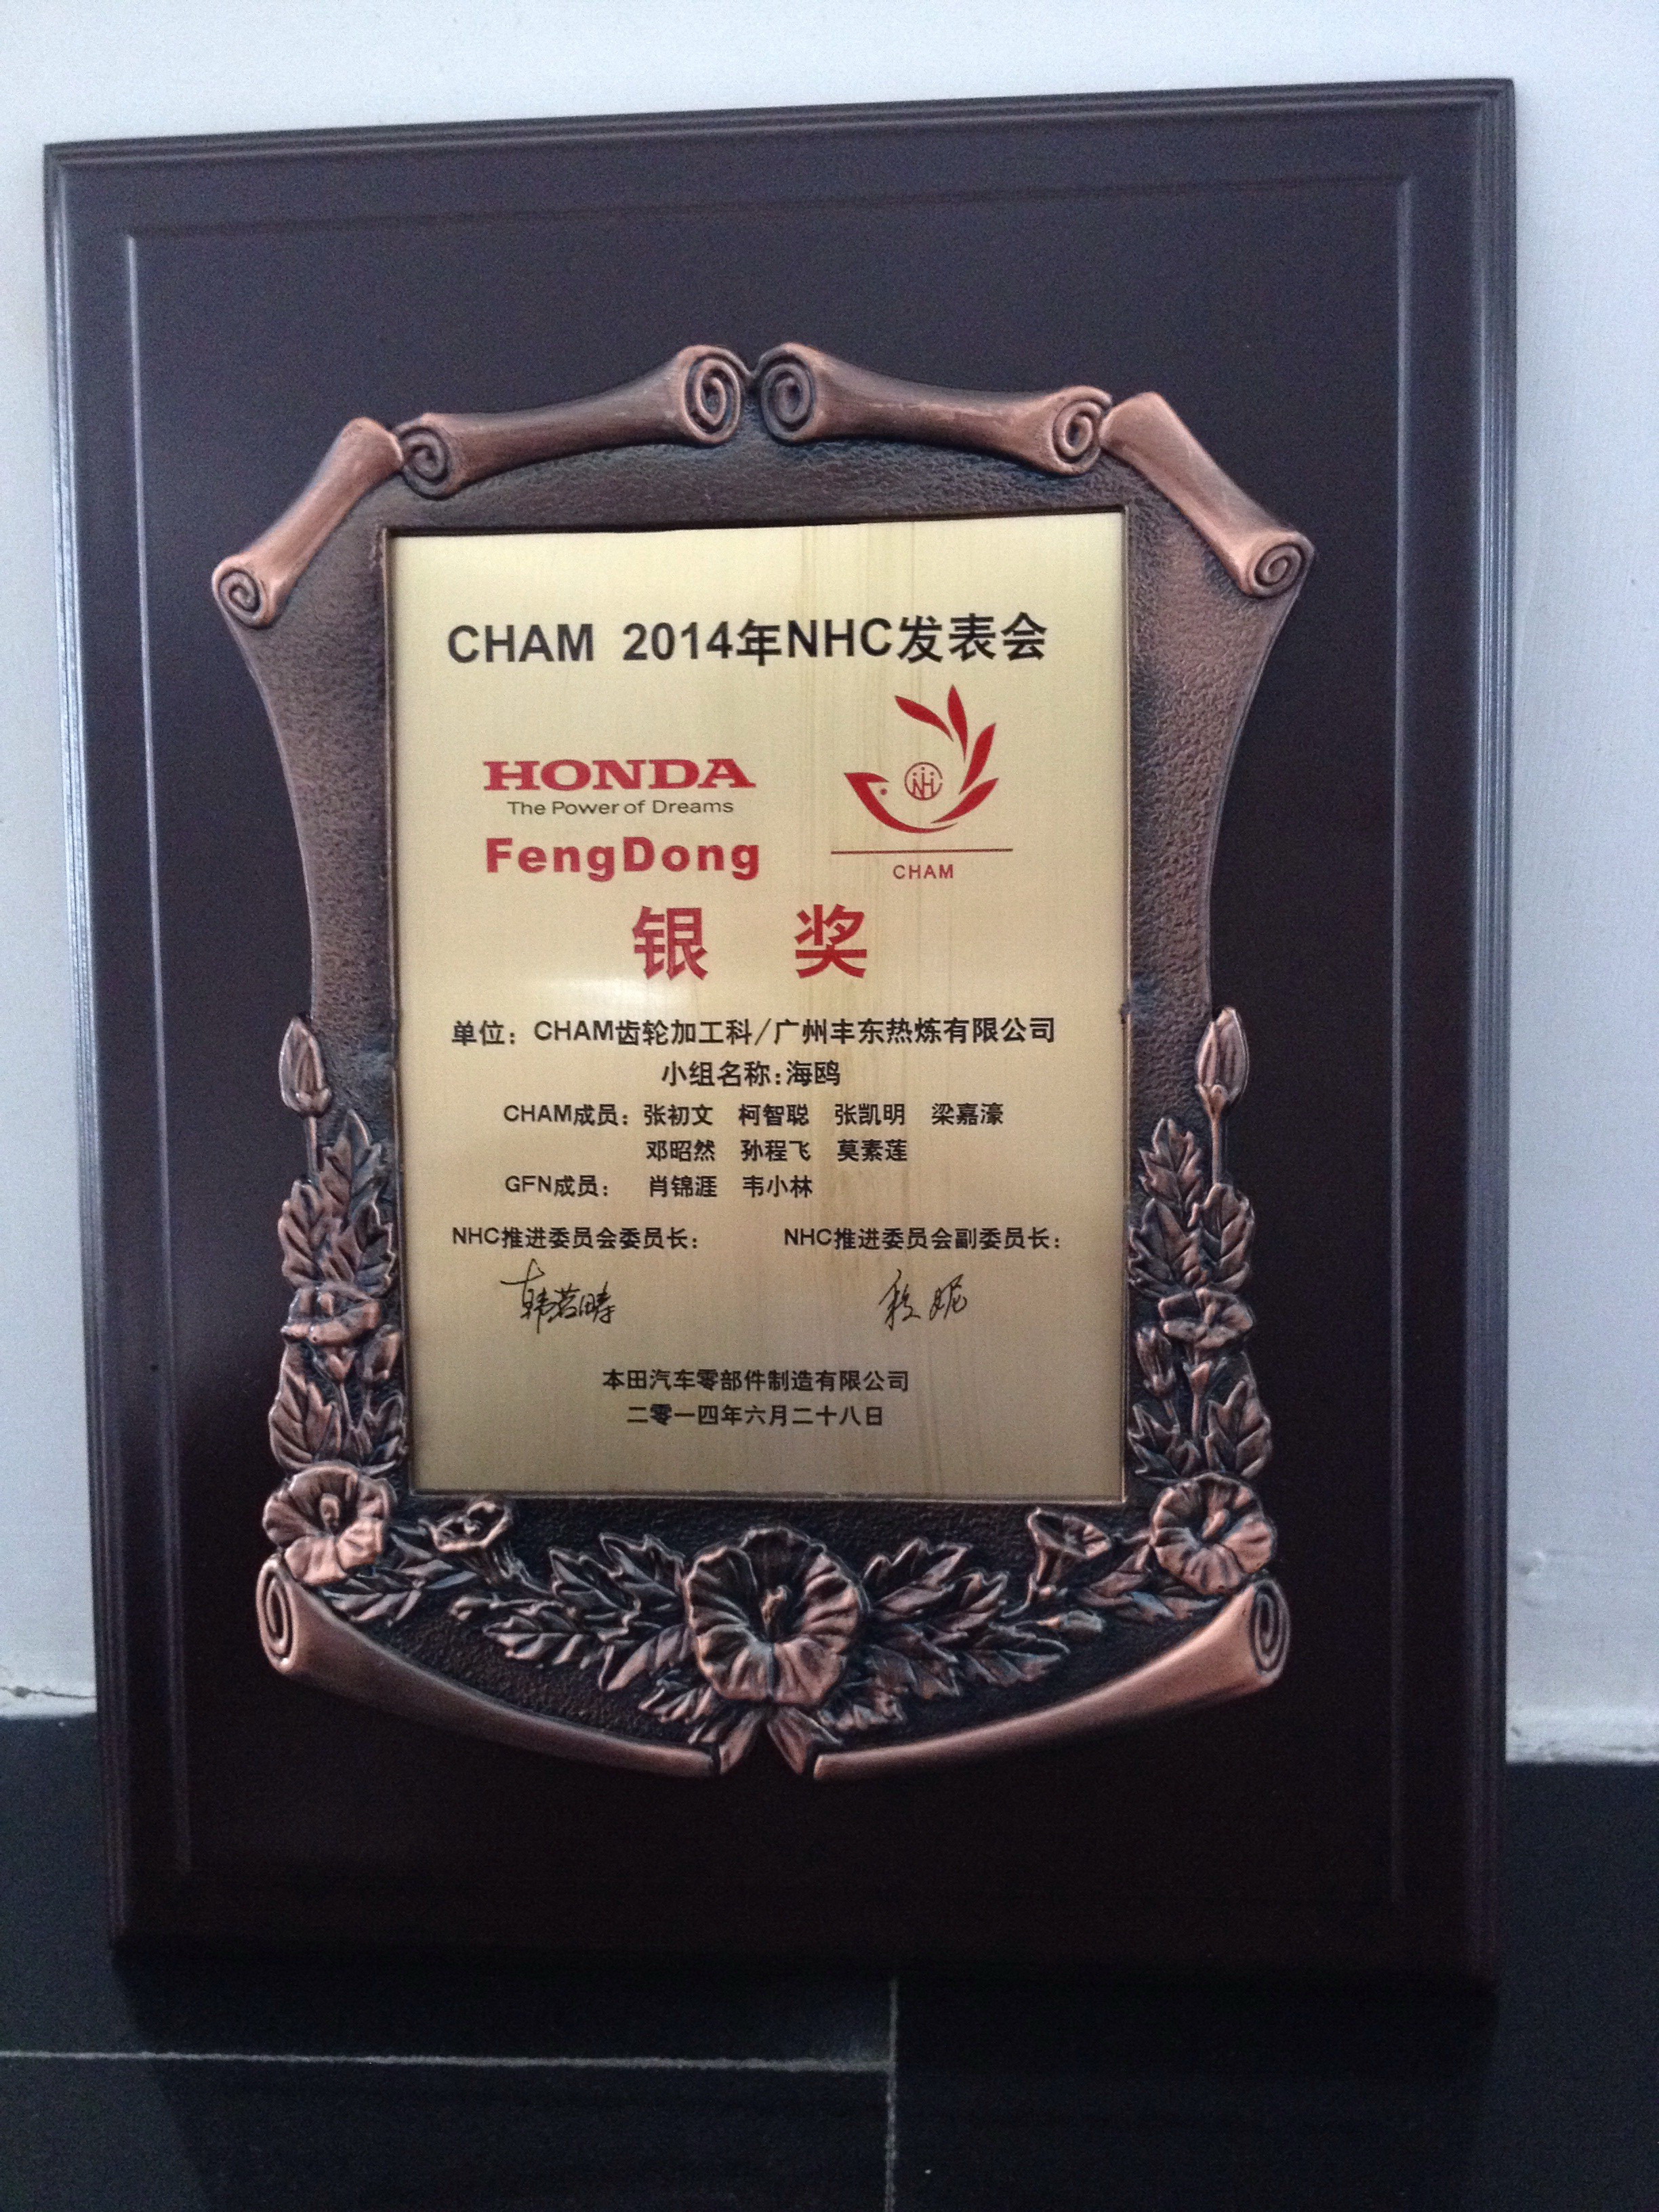 CHAM 2014年NHC发表会
HONDA
The Power of Dreams
FengDong
NHC
CHAM
银 奖
单位：CHAM齿轮加工科/广州丰东热炼有限公司
小组名称：海鸥
CHAM成员：张初文 柯智聪 张凯明 梁嘉濠
邓昭然 孙程飞 莫素莲
GFN成员： 肖锦涯 韦小林
NHC推进委员会委员长： NHC推进委员会副委员长：
本田汽车零部件制造有限公司
二零一四年六月二十八日